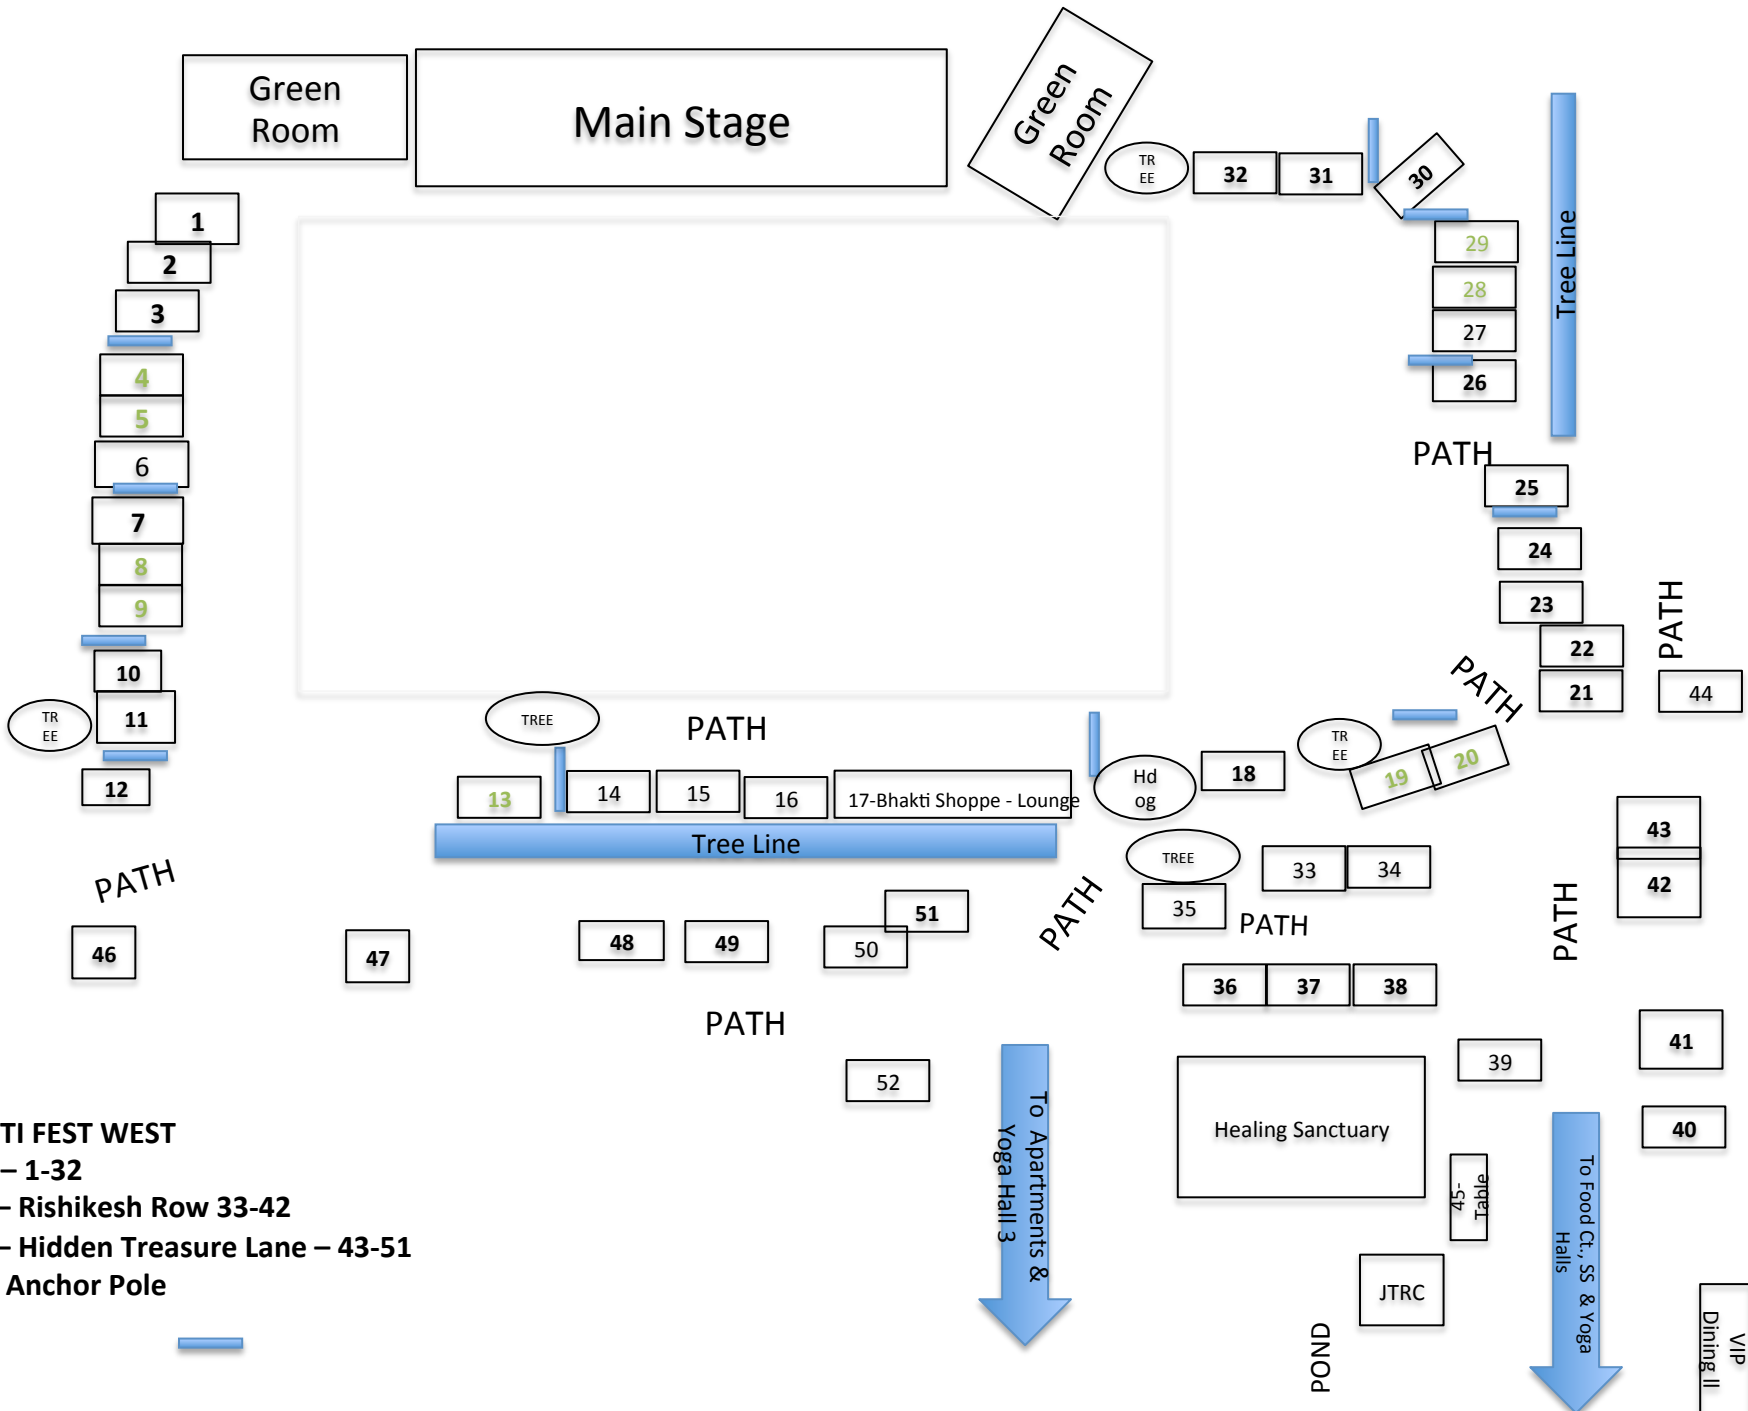 Green
Room
Main Stage
Green
Room
TR
EE
32
31
30
1
2
3
29
28
27
26
Tree Line
4
5
6
7
8
9
10
11
12
TR
EE
PATH
25
24
23
22
21
PATH
44
PATH
TREE
PATH
13
14
15
16
17-Bhakti Shoppe - Lounge
Hd
og
18
TR
EE
19
20
Tree Line
TREE
33
34
35
PATH
PATH
43
42
PATH
PATH
46
47
48
49
50
51
36
37
38
PATH
52
39
41
40
Healing Sanctuary
To Apartments &
Yoga Hall 3
45-
Table
To Food Ct., SS & Yoga
Halls
JTRC
POND
VIP
Dining II
TI FEST WEST
– 1-32
– Rishikesh Row 33-42
– Hidden Treasure Lane – 43-51
Anchor Pole